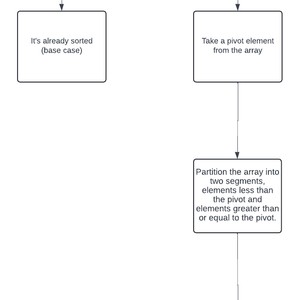 It's already sorted
(base case)
Take a pivot element
from the array
Partition the array into
two segments,
elements less than
the pivot and
elements greater than
or equal to the pivot.